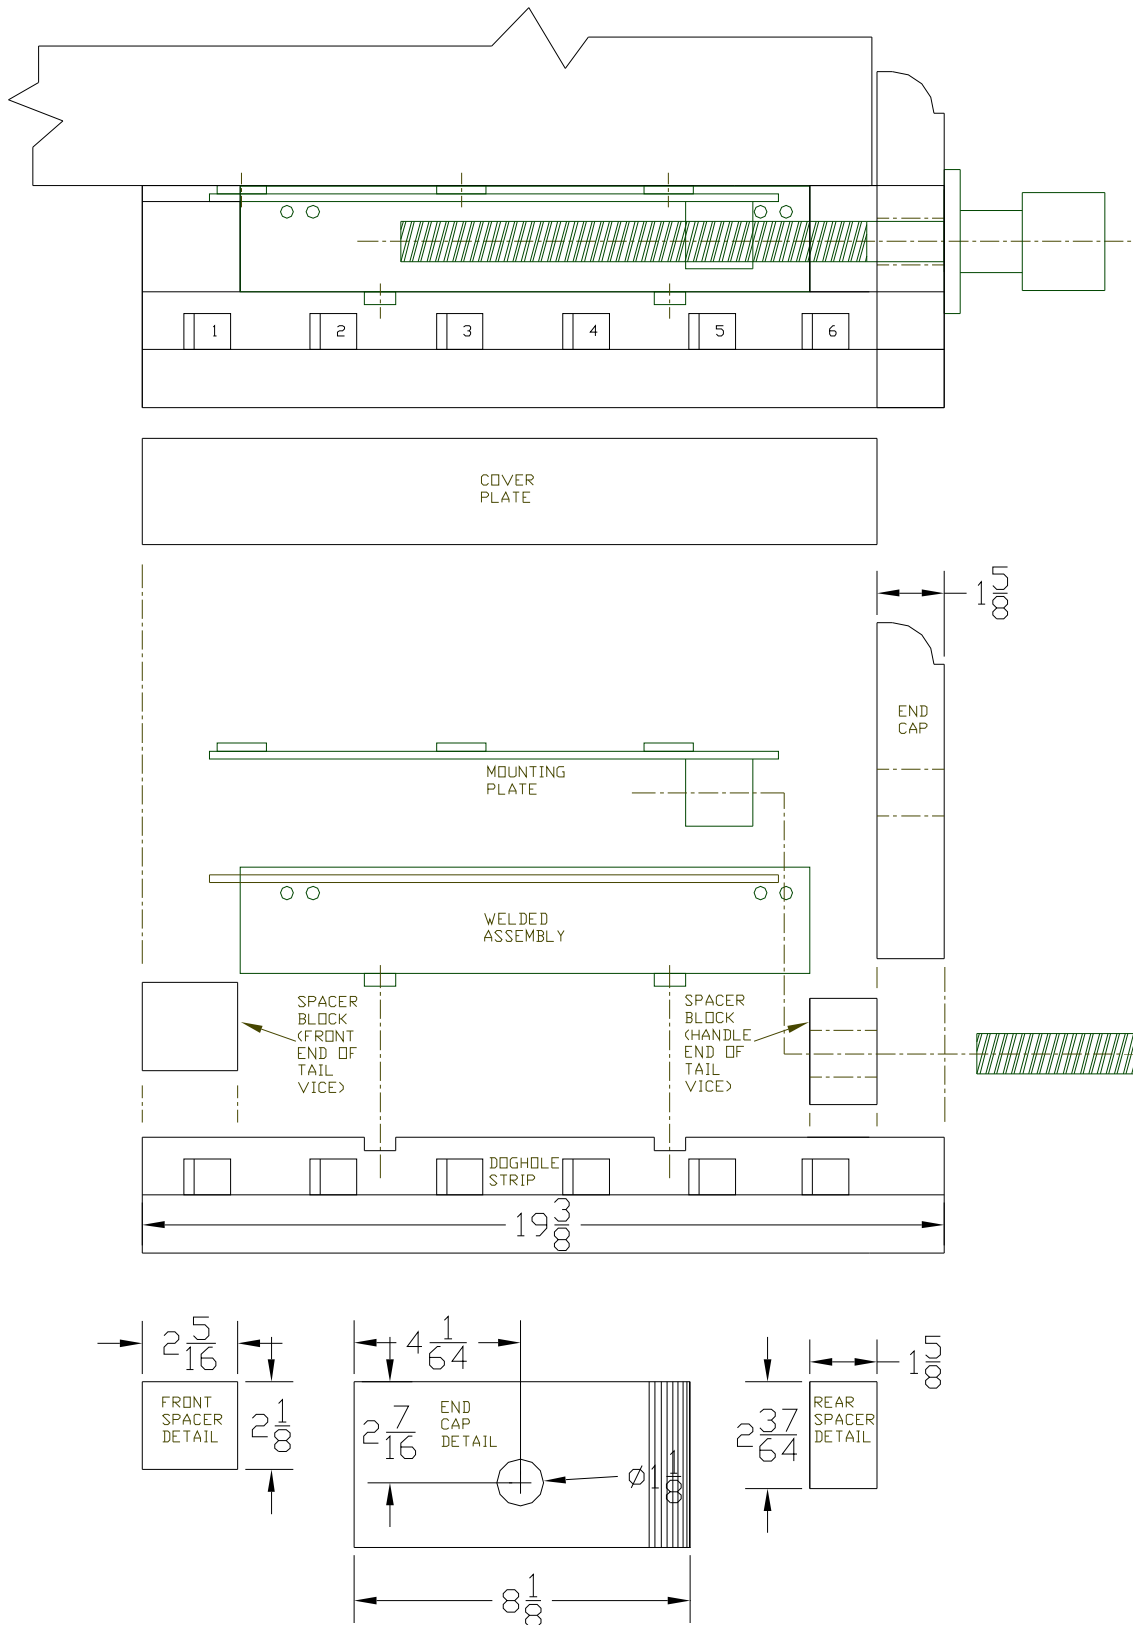 1 2 3 4 5 6
COVER
PLATE
1 5/8
END
CAP
MOUNTING
PLATE
WELDED
ASSEMBLY
SPACER
BLOCK
(FRONT
END OF
TAIL
VICE)
SPACER
BLOCK
(HANDLE
END OF
TAIL
VICE)
DOGHOLE
STRIP
19 3/8
2 5/16
FRONT
SPACER
DETAIL
2 1/8
4 1/64
2 7/16
END
CAP
DETAIL
Ø1 1/8
8 1/8
1 5/8
2 37/64
REAR
SPACER
DETAIL